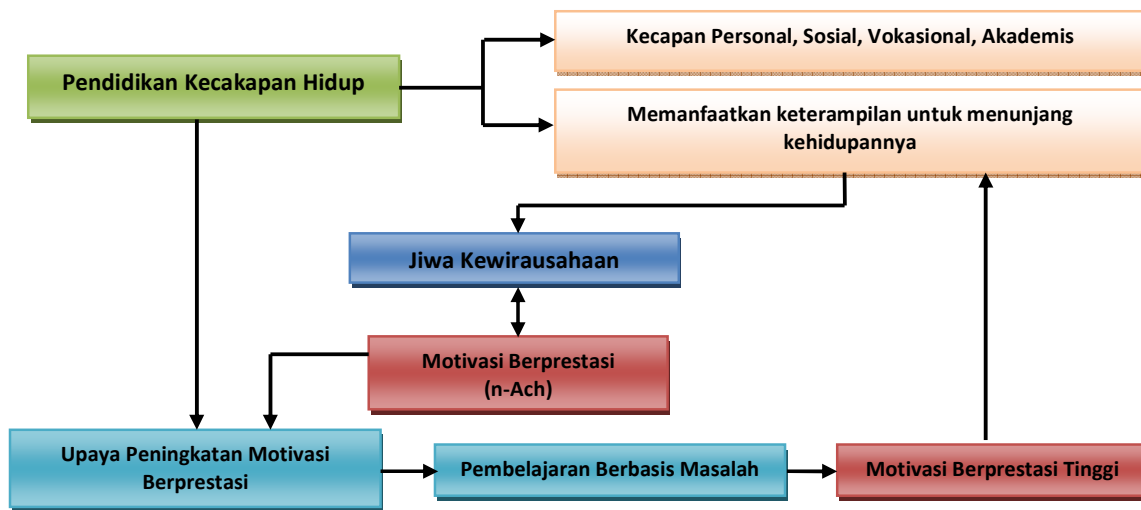 Kecapan Personal, Sosial, Vokasional, Akademis
Pendidikan Kecakapan Hidup
Memanfaatkan keterampilan untuk menunjang
kehidupannya
Jiwa Kewirausahaan
Motivasi Berprestasi
(n-Ach)
Upaya Peningkatan Motivasi
Berprestasi
Pembelajaran Berbasis Masalah
Motivasi Berprestasi Tinggi